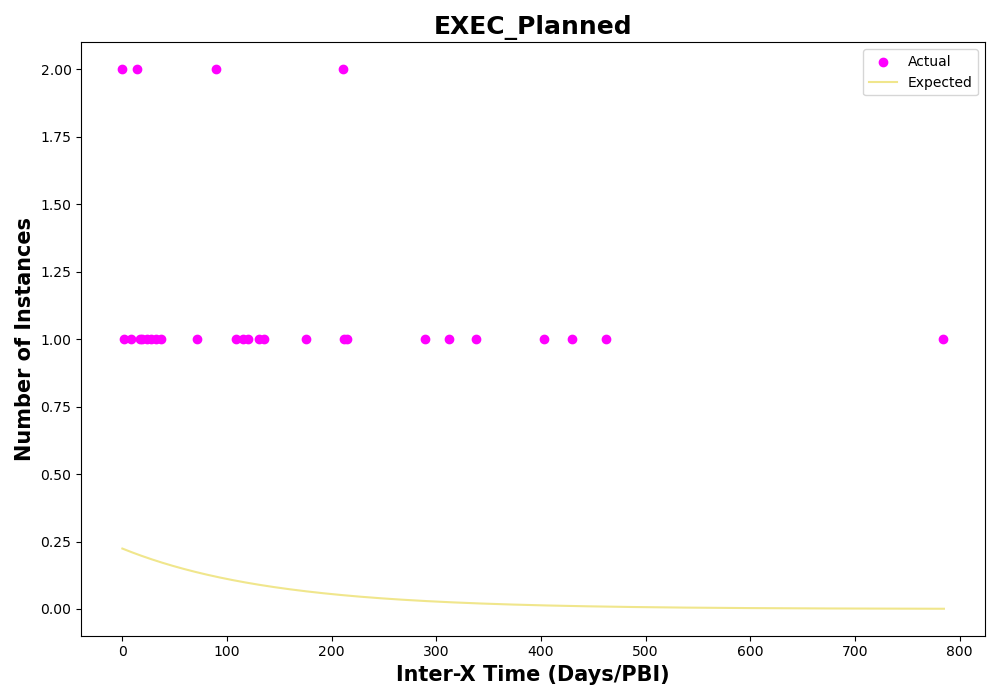 EXEC_Planned
Number of Instances
2.00
1.75
1.50
1.25
1.00
0.75
0.50
0.25
0.00
Actual
Expected
0 100 200 300 400 500 600 700 800
Inter-X Time (Days/PBI)